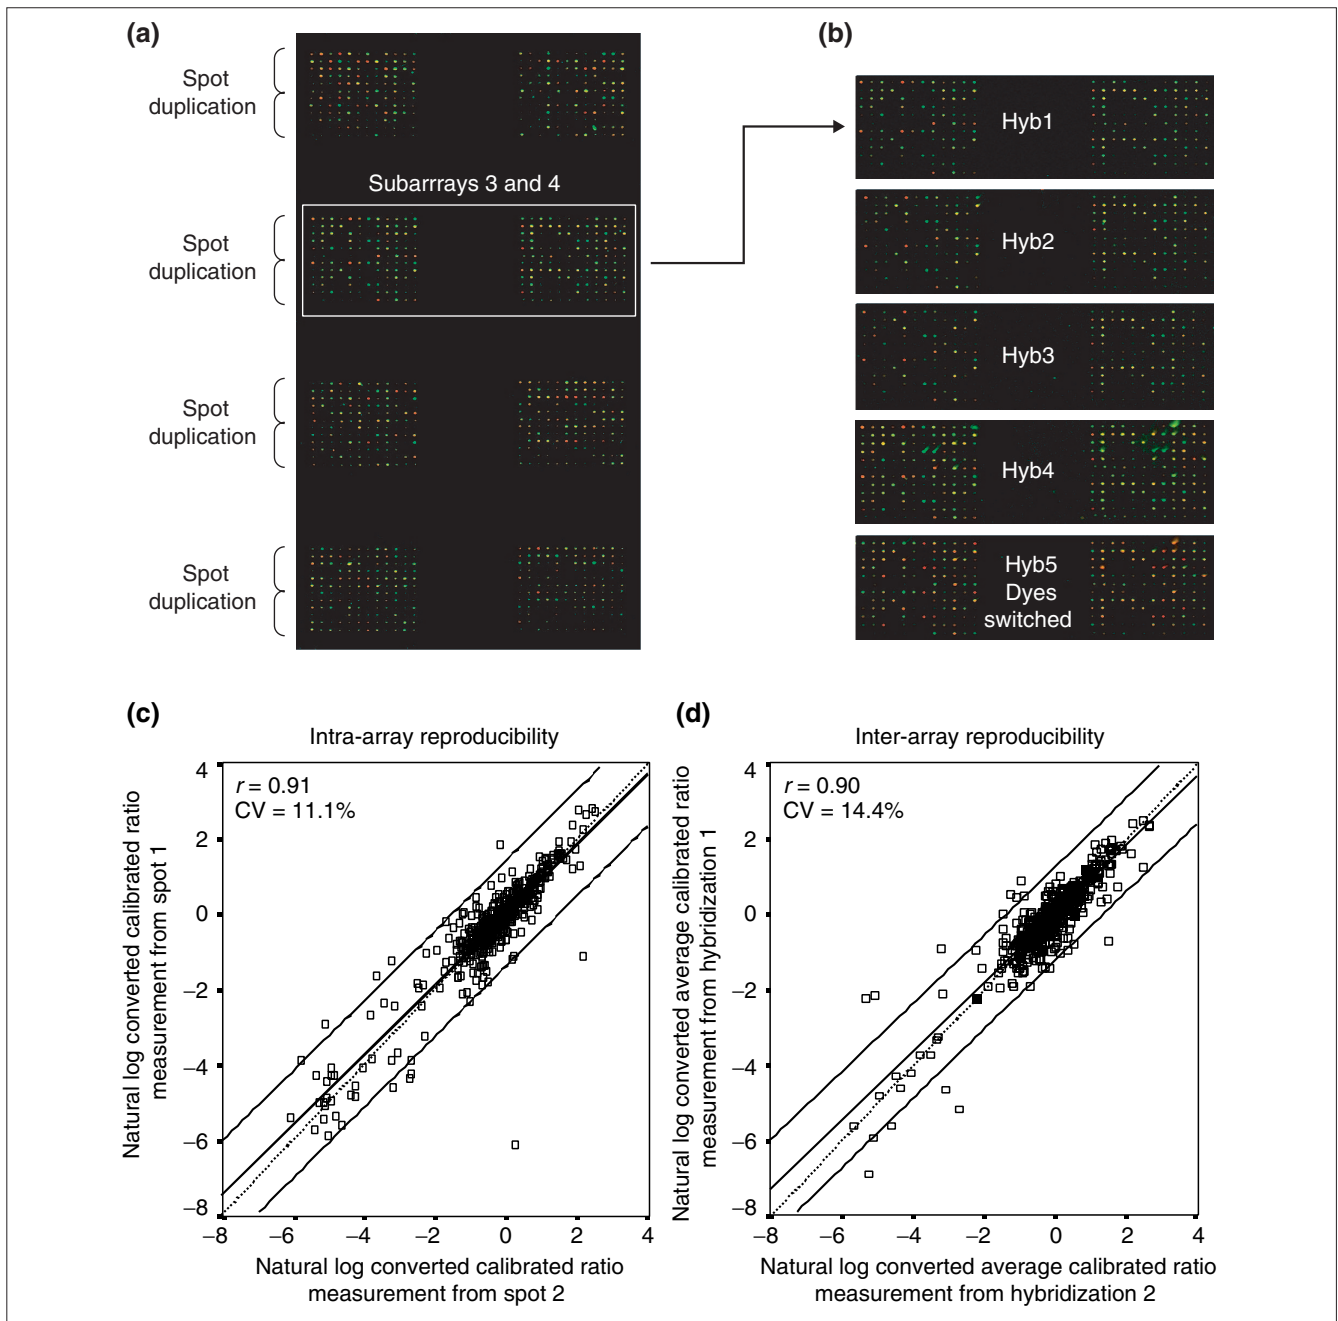 (a)
Spot
duplication
Subarrrays 3 and 4
Spot
duplication
Spot
duplication
Spot
duplication
(b)
Hyb1
Hyb2
Hyb3
Hyb4
Hyb5
Dyes
switched
(c)
Intra-array reproducibility
r = 0.91
CV = 11.1%
Natural log converted calibrated ratio
measurement from spot 1
4
2
0
−2
−4
−6
−8
−8
−6
−4
−2
0
2
4
Natural log converted calibrated ratio
measurement from spot 2
(d)
Inter-array reproducibility
r = 0.90
CV = 14.4%
Natural log converted average calibrated ratio
measurement from hybridization 1
4
2
0
−2
−4
−6
−8
−8
−6
−4
−2
0
2
4
Natural log converted average calibrated ratio
measurement from hybridization 2